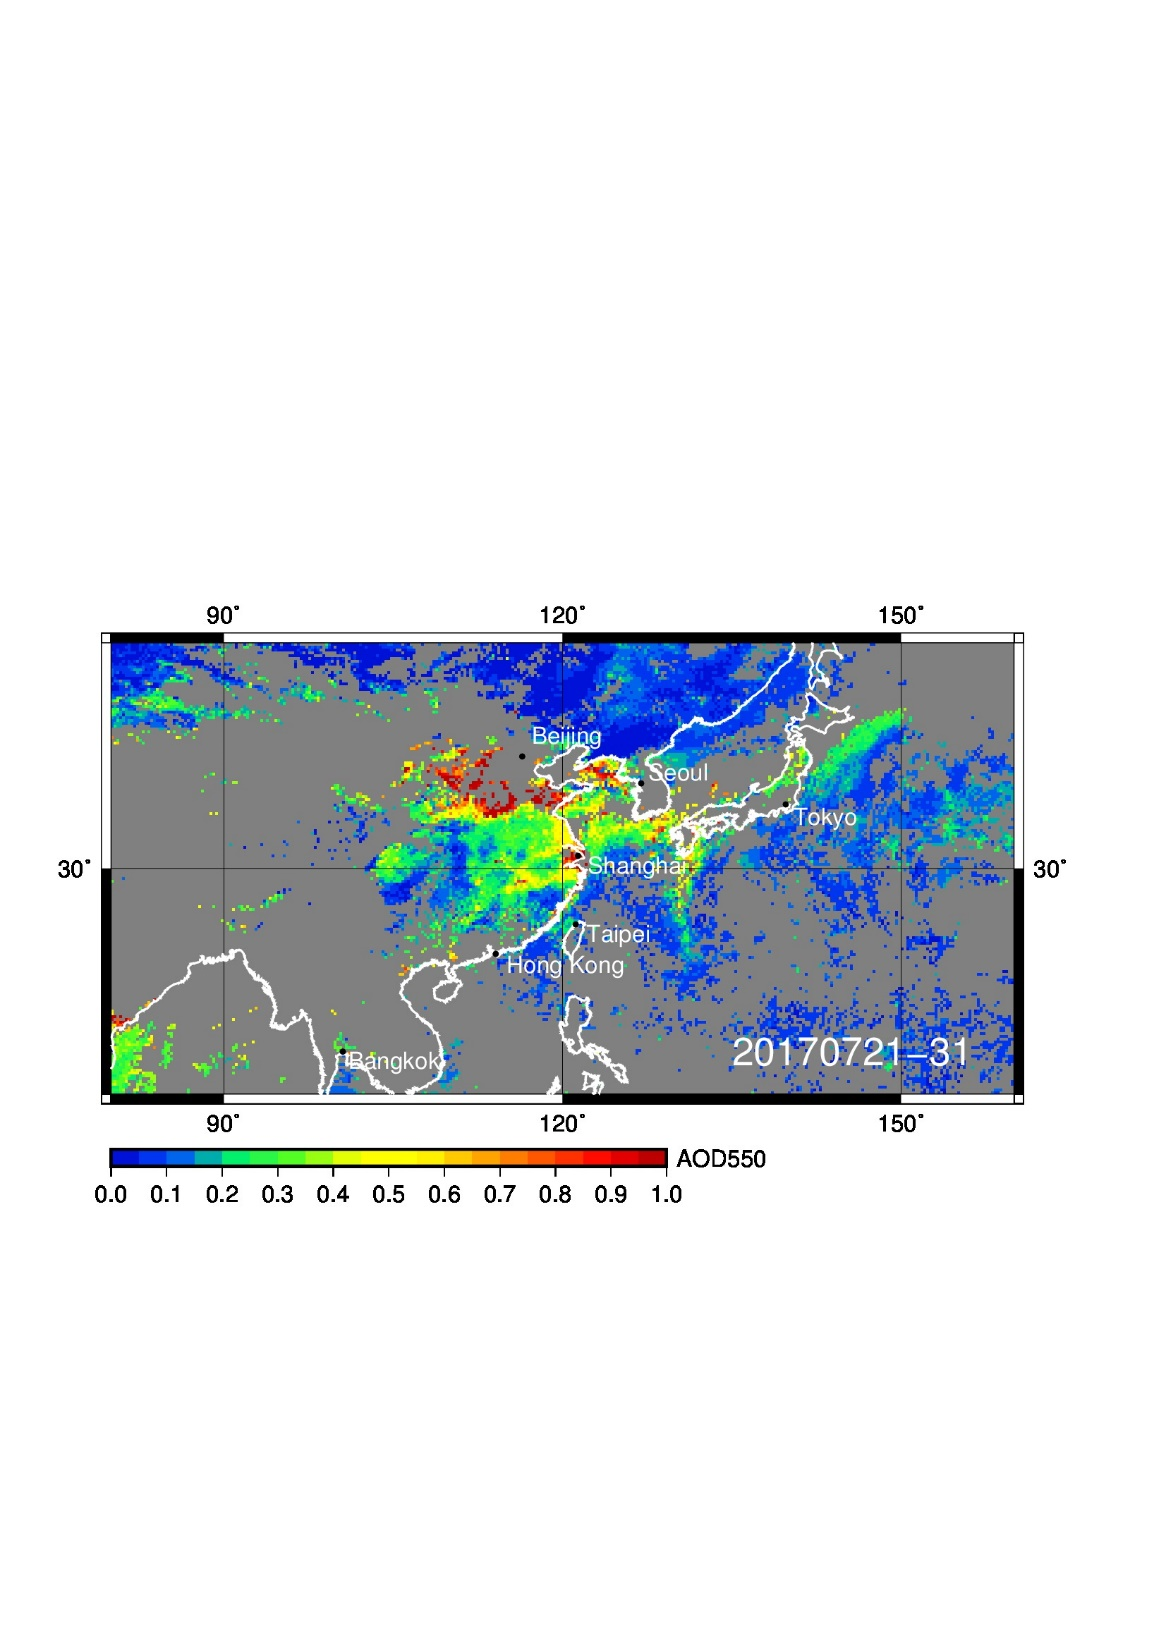 90° 120° 150°
Beijing
Seoul
Tokyo
30° Shanghai 30°
Taipei
Hong Kong
20170721–31
Bangkok
90° 120° 150°
AOD550
0.0 0.1 0.2 0.3 0.4 0.5 0.6 0.7 0.8 0.9 1.0